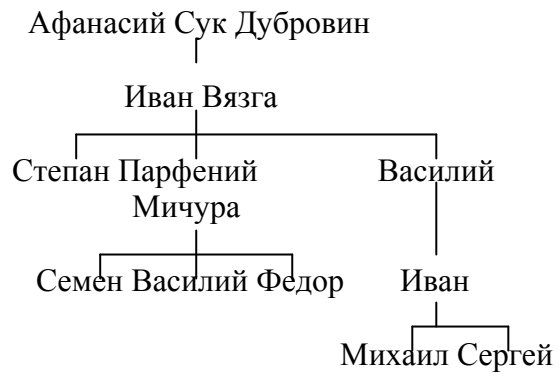 Афанасий Сук Дубровин
Иван Вязга
Степан Парфений Василий
Мичура
Семен Василий Федор Иван
Михаил Сергей